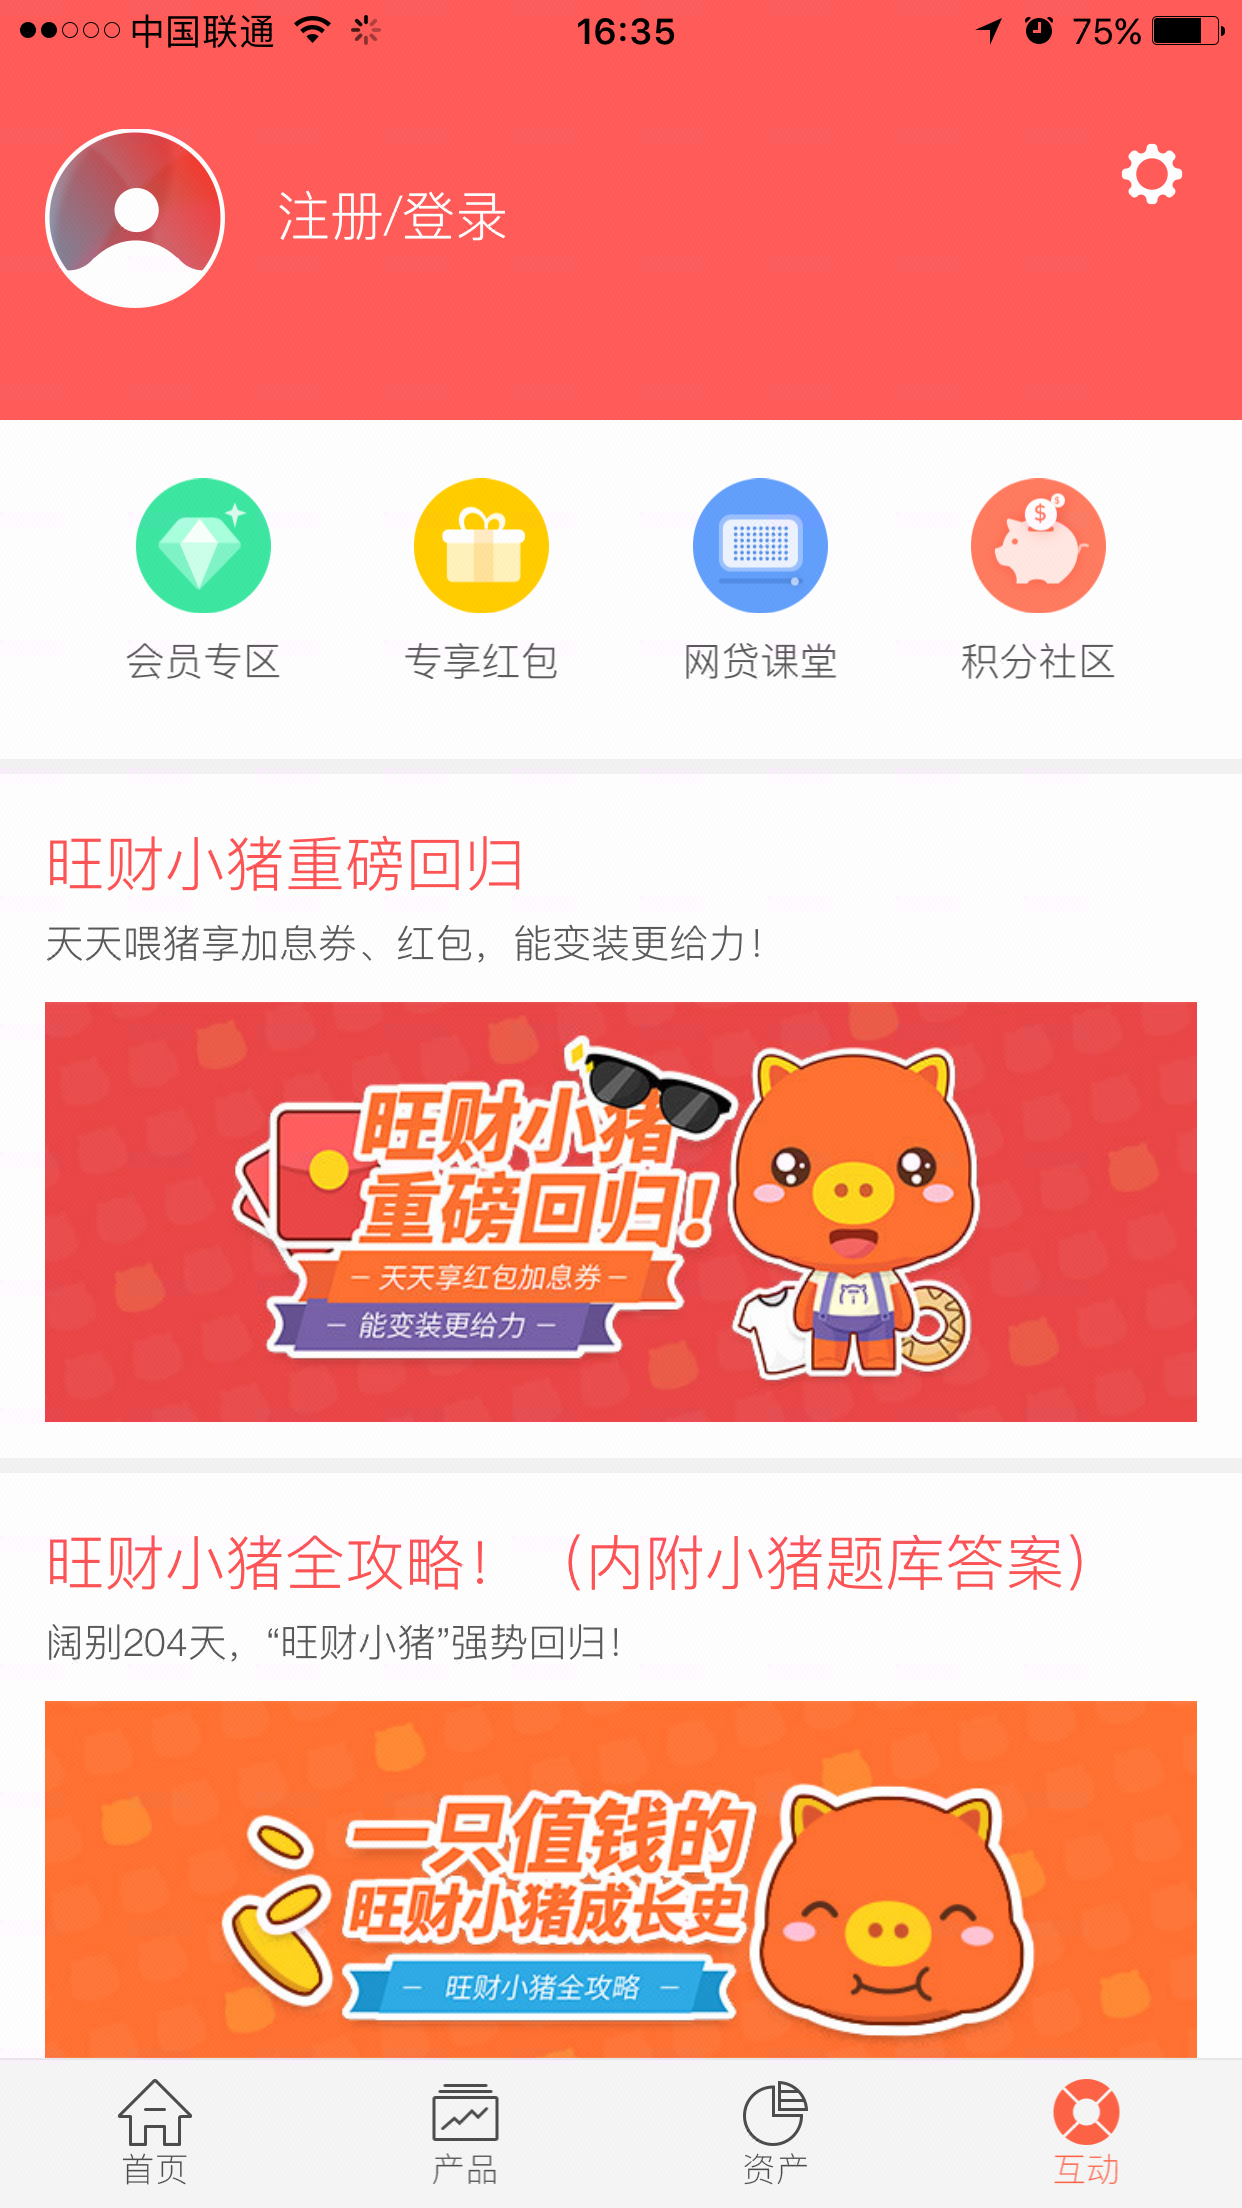 中国联通
16:35
75%
注册/登录
会员专区
专享红包
网贷课堂
积分社区
旺财小猪重磅回归
天天喂猪享加息券、红包，能变装更给力！
旺财小猪
重磅回归！
— 天天享红包加息券 —
— 能变装更给力 —
旺财小猪全攻略！（内附小猪题库答案）
阔别204天，“旺财小猪”强势回归！
一只值钱的
旺财小猪成长史
— 旺财小猪全攻略 —
首页
产品
资产
互动